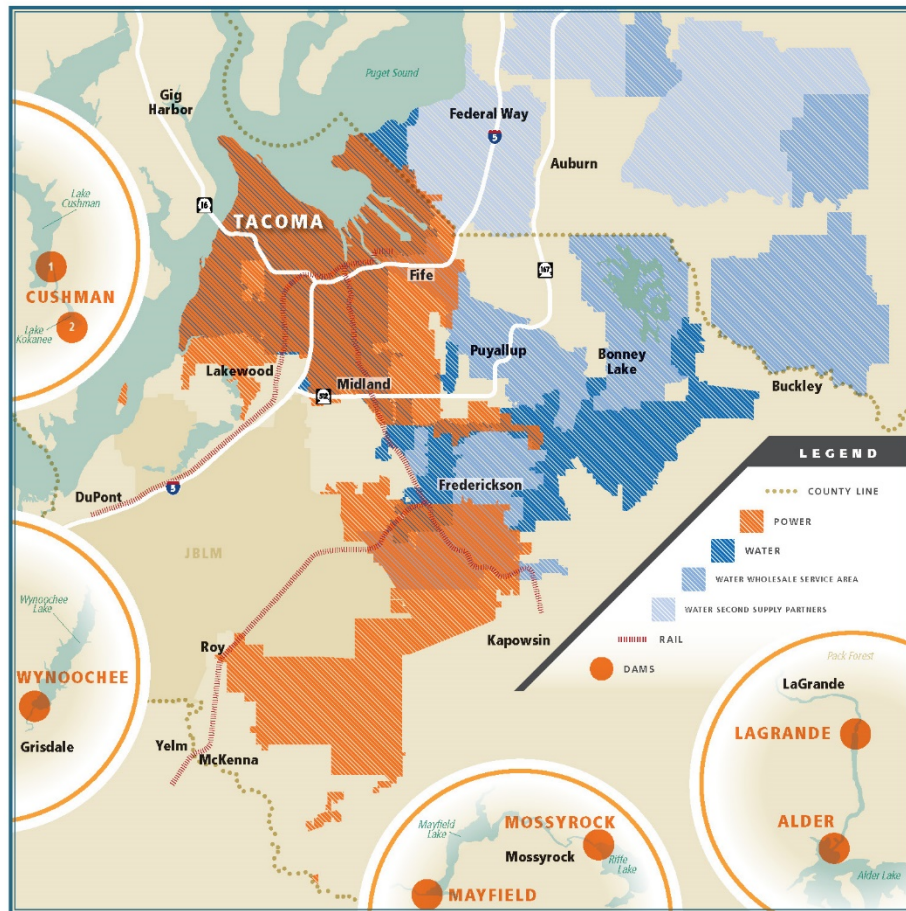 Puget Sound
Gig
Harbor
Federal Way
5
Auburn
Lake
Cushman
16
TACOMA
1
CUSHMAN
2
Lake
Kokanee
Fife
167
Puyallup
Bonney
Lake
Lakewood
Midland
512
Buckley
LEGEND
COUNTY LINE
POWER
WATER
WATER WHOLESALE SERVICE AREA
WATER SECOND SUPPLY PARTNERS
RAIL
DAMS
DuPont
5
Frederickson
JBLM
Wynoochee
Lake
WYNOOCHEE
Grisdale
Roy
Kapowsin
Yelm
McKenna
Pack Forest
LaGrande
LAGRANDE
ALDER
Alder Lake
Mayfield
Lake
MOSSYROCK
Mossyrock
Riffe
Lake
MAYFIELD